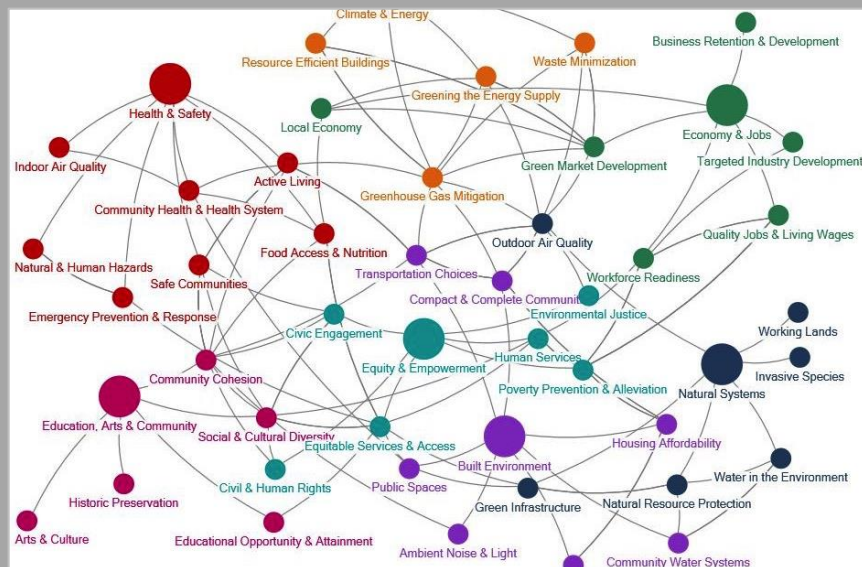 Climate & Energy
Business Retention & Development
Resource Efficient Buildings
Waste Minimization
Greening the Energy Supply
Health & Safety
Local Economy
Economy & Jobs
Indoor Air Quality
Active Living
Green Market Development
Targeted Industry Development
Greenhouse Gas Mitigation
Community Health & Health System
Quality Jobs & Living Wages
Outdoor Air Quality
Food Access & Nutrition
Natural & Human Hazards
Transportation Choices
Workforce Readiness
Safe Communities
Compact & Complete Communit
Environmental Justice
Emergency Prevention & Response
Working Lands
Civic Engagement
Human Services
Equity & Empowerment
Invasive Species
Community Cohesion
Poverty Prevention & Alleviation
Natural Systems
Education, Arts & Community
Social & Cultural Diversity
Housing Affordability
Equitable Services & Access
Built Environment
Water in the Environment
Civil & Human Rights
Public Spaces
Historic Preservation
Green Infrastructure
Natural Resource Protection
Arts & Culture
Educational Opportunity & Attainment
Ambient Noise & Light
Community Water Systems